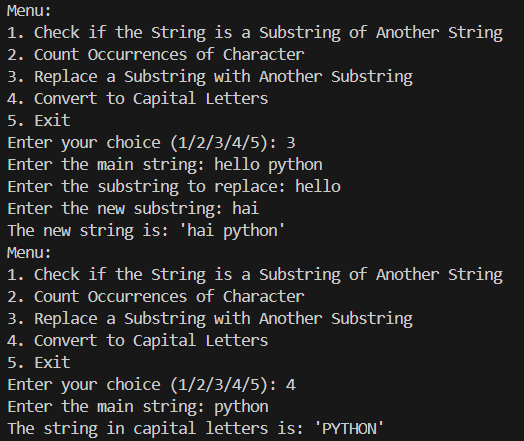 Menu:
1. Check if the String is a Substring of Another String
2. Count Occurrences of Character
3. Replace a Substring with Another Substring
4. Convert to Capital Letters
5. Exit
Enter your choice (1/2/3/4/5): 3
Enter the main string: hello python
Enter the substring to replace: hello
Enter the new substring: hai
The new string is: 'hai python'
Menu:
1. Check if the String is a Substring of Another String
2. Count Occurrences of Character
3. Replace a Substring with Another Substring
4. Convert to Capital Letters
5. Exit
Enter your choice (1/2/3/4/5): 4
Enter the main string: python
The string in capital letters is: 'PYTHON'